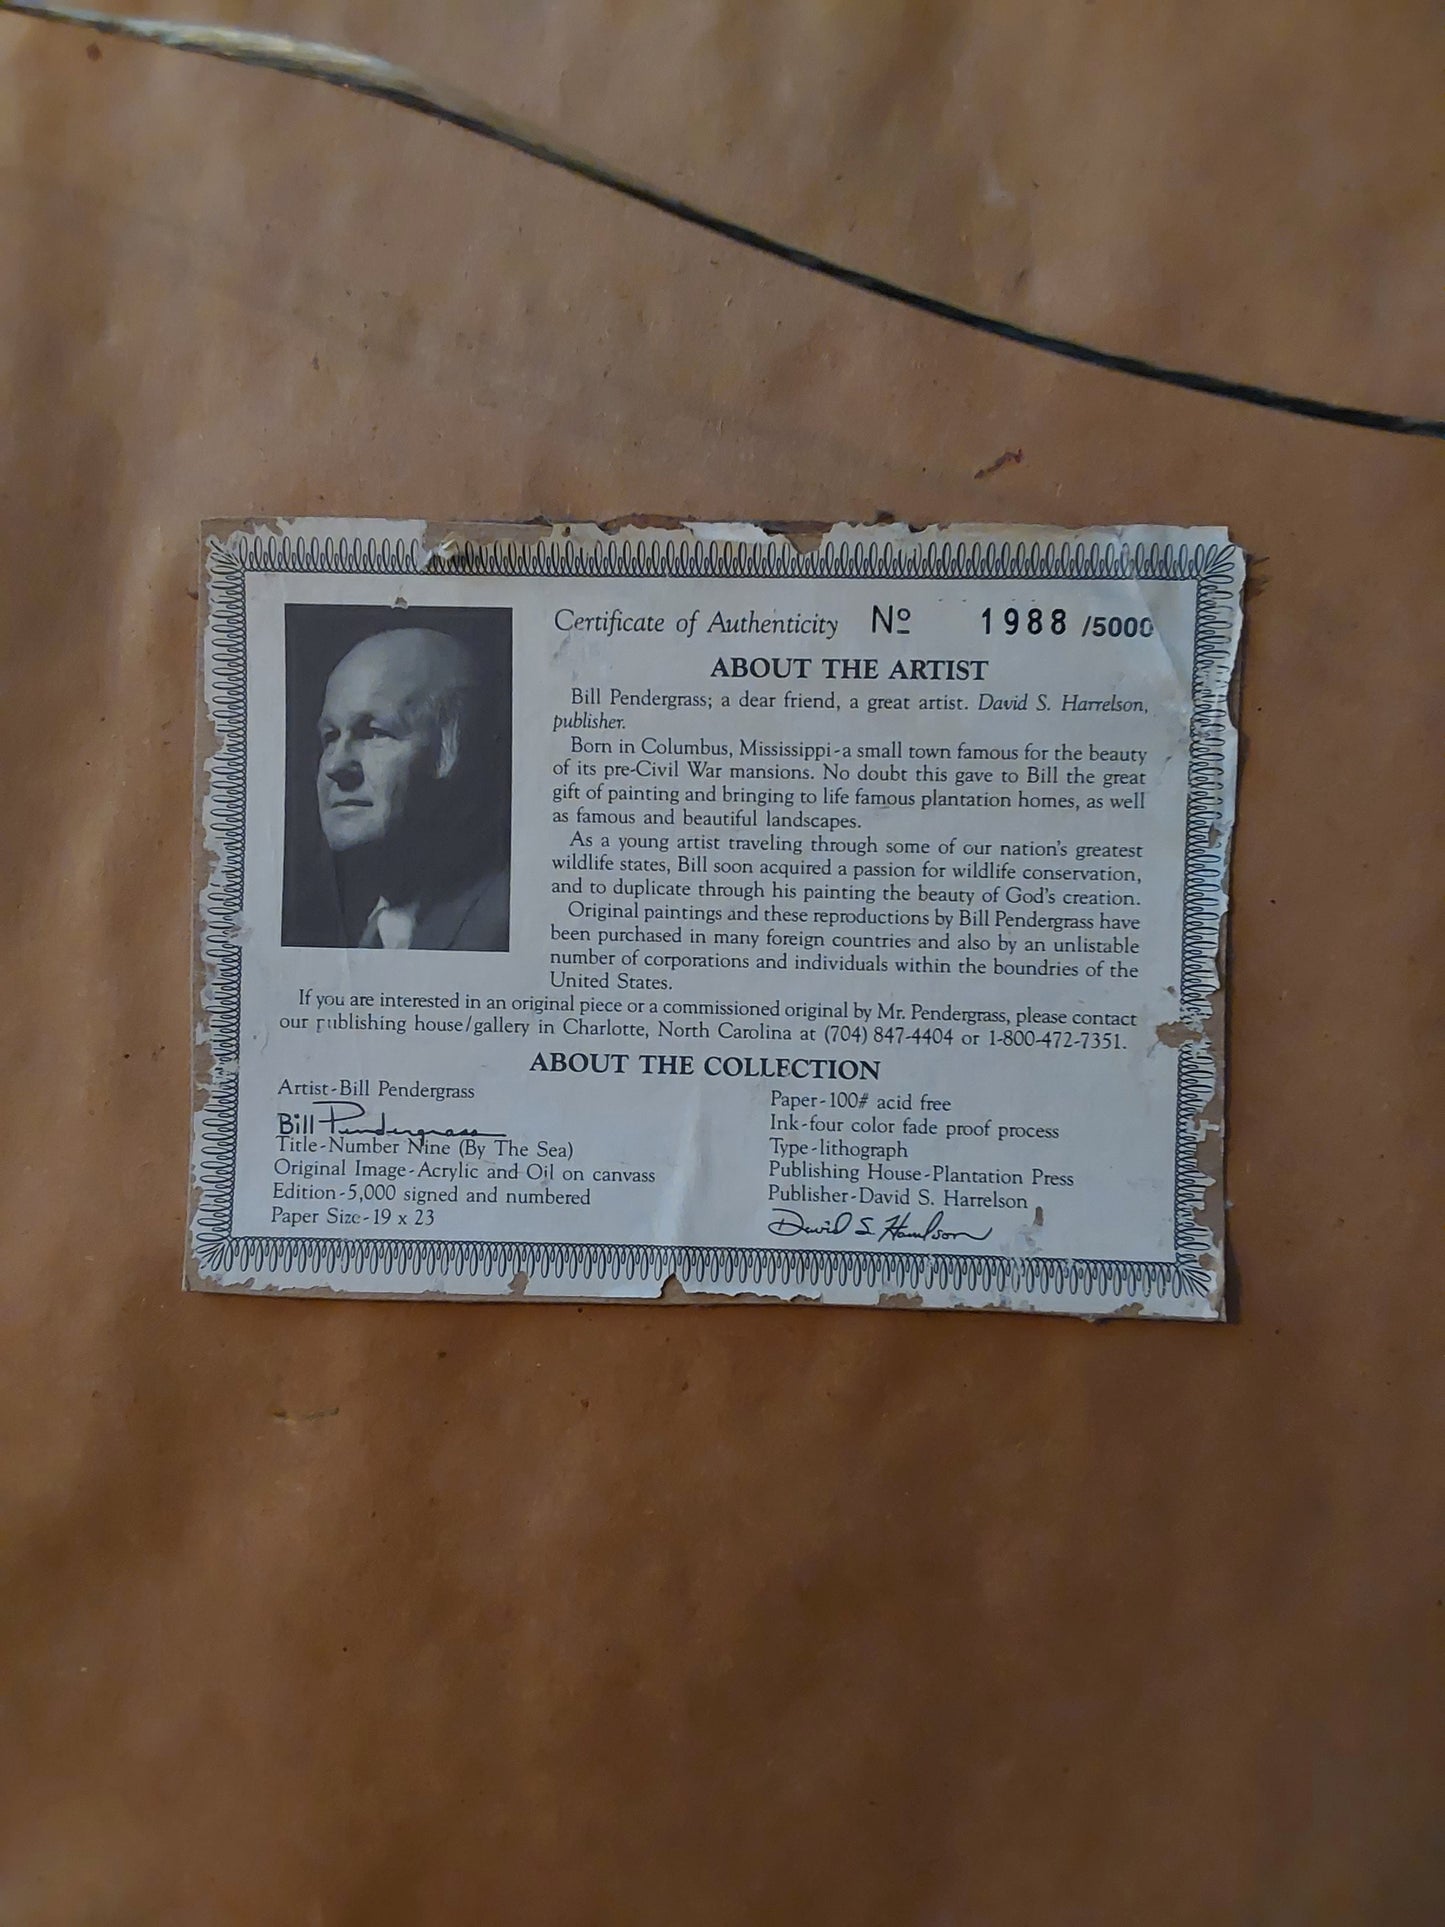 Certificate of Authenticity Nº 1988 /5000
ABOUT THE ARTIST
Bill Pendergrass; a dear friend, a great artist. David S. Harrelson,
publisher.
Born in Columbus, Mississippi-a small town famous for the beauty
of its pre-Civil War mansions. No doubt this gave to Bill the great
gift of painting and bringing to life famous plantation homes, as well
as famous and beautiful landscapes.
As a young artist traveling through some of our nation's greatest
wildlife states, Bill soon acquired a passion for wildlife conservation,
and to duplicate through his painting the beauty of God's creation.
Original paintings and these reproductions by Bill Pendergrass have
been purchased in many foreign countries and also by an unlistable
number of corporations and individuals within the boundries of the
United States.
If you are interested in an original piece or a commissioned original by Mr. Pendergrass, please contact
our publishing house/gallery in Charlotte, North Carolina at (704) 847-4404 or 1-800-472-7351.
ABOUT THE COLLECTION
Artist-Bill Pendergrass
Bill Pendergrass
Title-Number Nine (By The Sea)
Original Image-Acrylic and Oil on canvass
Edition-5,000 signed and numbered
Paper Size-19 x 23
Paper-100# acid free
Ink-four color fade proof process
Type-lithograph
Publishing House-Plantation Press
Publisher-David S. Harrelson
David S. Harrelson